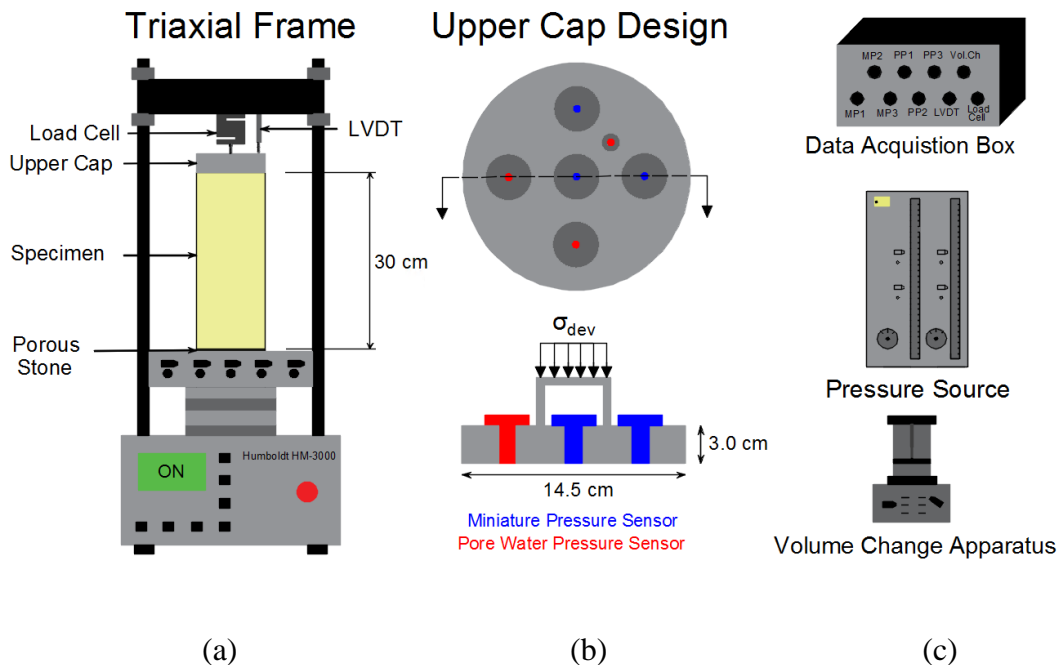 Triaxial Frame
Load Cell
LVDT
Upper Cap
Specimen
30 cm
Porous
Stone
Humboldt HM-3000
ON
Upper Cap Design
σdev
3.0 cm
14.5 cm
Miniature Pressure Sensor
Pore Water Pressure Sensor
MP2 PP1 PP3 Vol.Ch
MP1 MP3 PP2 LVDT Load
Cell
Data Acquistion Box
Pressure Source
Volume Change Apparatus
(a) (b) (c)